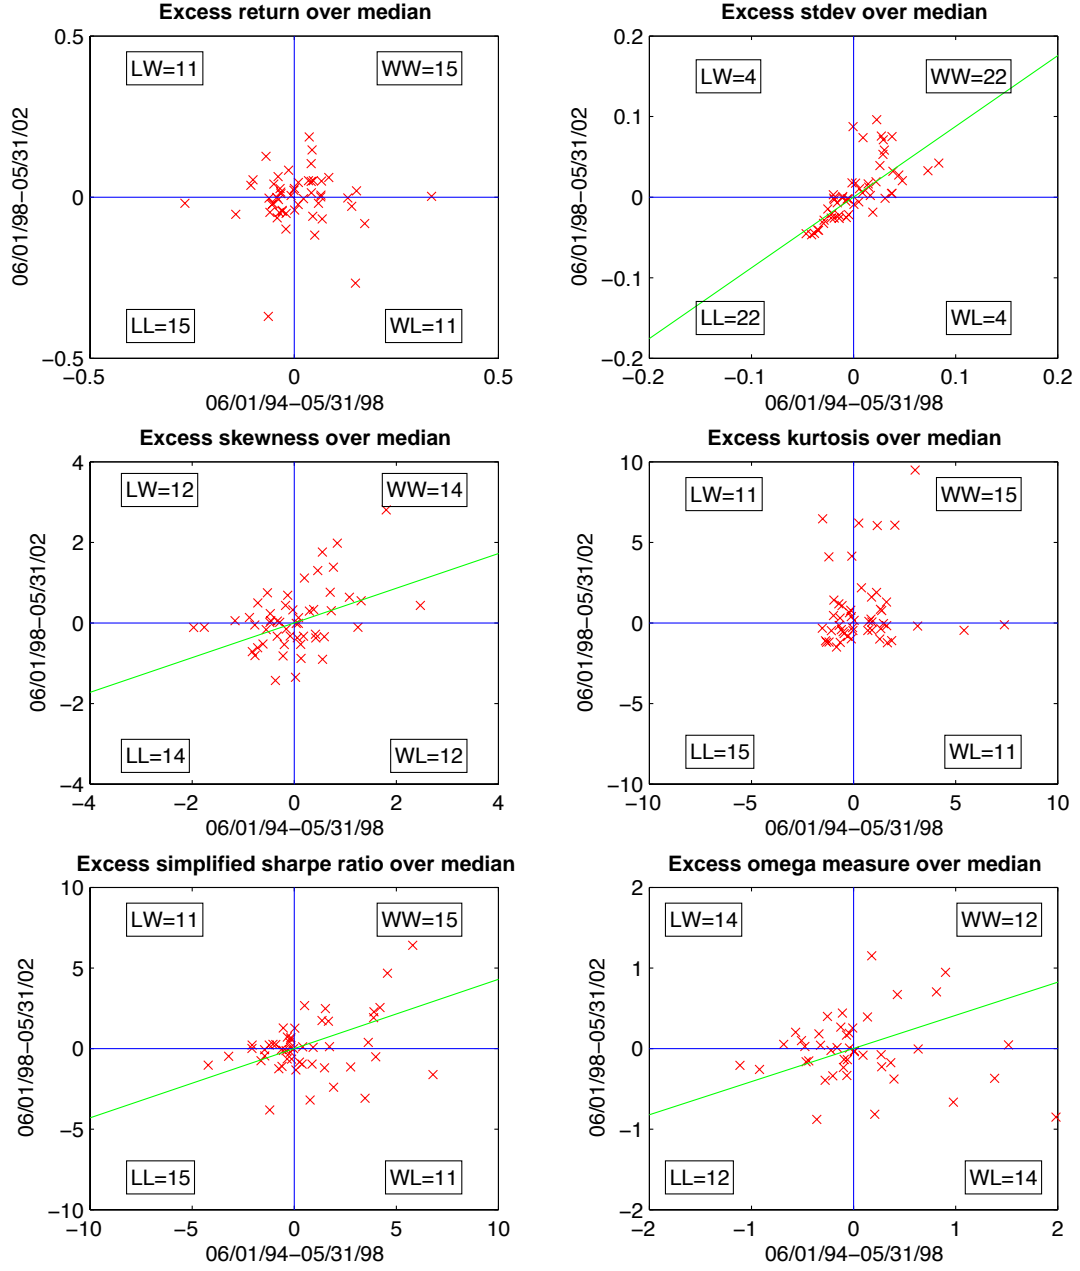 Excess return over median
0.5
LW=11
WW=15
0
06/01/98−05/31/02
LL=15
WL=11
−0.5
−0.5
0
0.5
06/01/94−05/31/98
Excess stdev over median
0.2
LW=4
WW=22
0.1
0
06/01/98−05/31/02
−0.1
LL=22
WL=4
−0.2
−0.2
−0.1
0
0.1
0.2
06/01/94−05/31/98
Excess skewness over median
4
LW=12
WW=14
2
0
06/01/98−05/31/02
−2
LL=14
WL=12
−4
−4
−2
0
2
4
06/01/94−05/31/98
Excess kurtosis over median
10
LW=11
WW=15
5
0
06/01/98−05/31/02
−5
LL=15
WL=11
−10
−10
−5
0
5
10
06/01/94−05/31/98
Excess simplified sharpe ratio over median
10
LW=11
WW=15
5
0
06/01/98−05/31/02
−5
LL=15
WL=11
−10
−10
−5
0
5
10
06/01/94−05/31/98
Excess omega measure over median
2
LW=14
WW=12
1
0
06/01/98−05/31/02
−1
LL=12
WL=14
−2
−2
−1
0
1
2
06/01/94−05/31/98